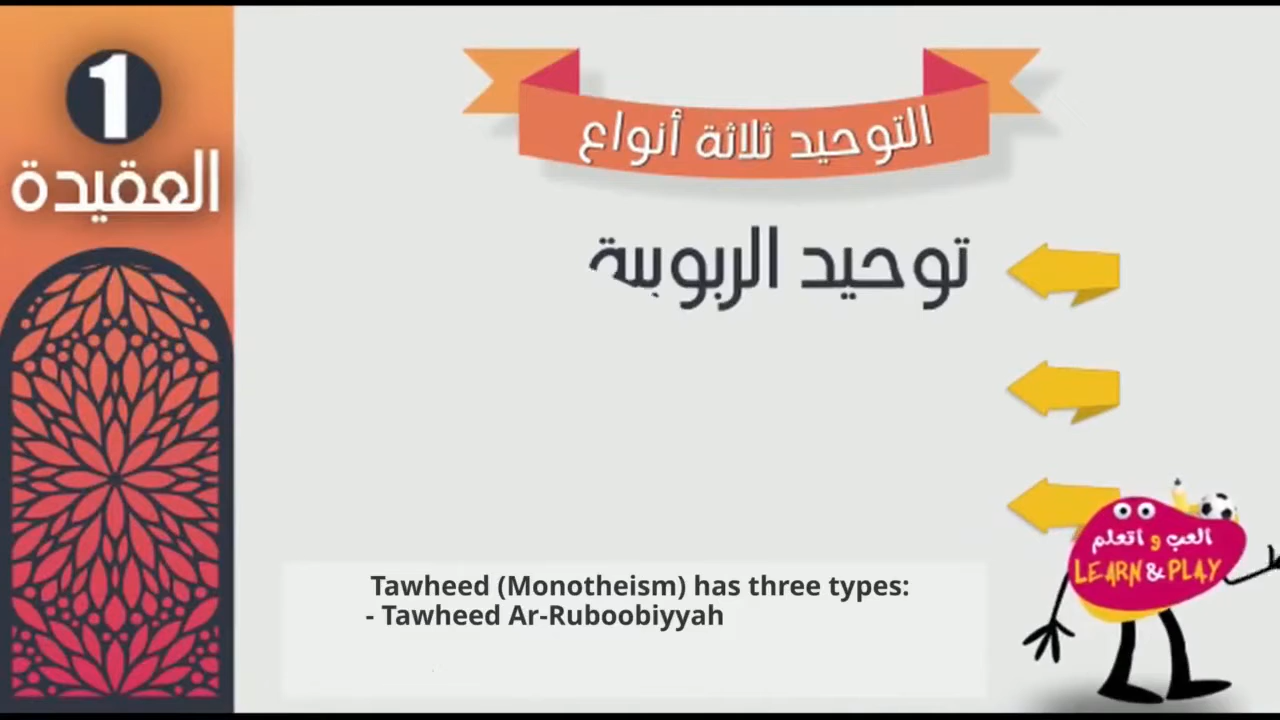 1
العقيدة
التوحيد ثلاثة أنواع
توحيد الربوبية
العب و اتعلم
LEARN & PLAY
Tawheed (Monotheism) has three types:
- Tawheed Ar-Ruboobiyyah